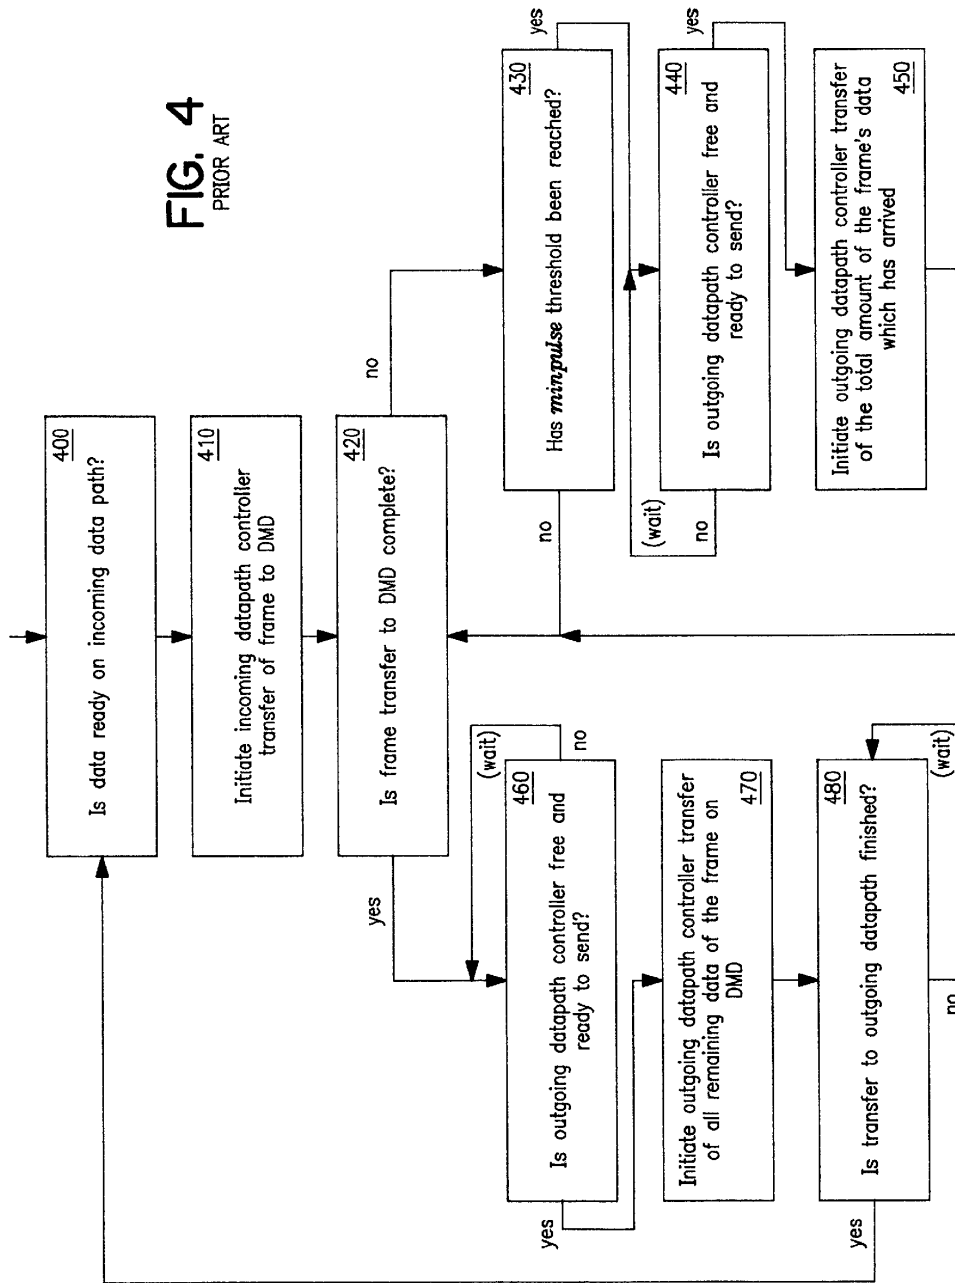 FIG. 4
PRIOR ART
400
Is data ready on incoming data path?
410
Initiate incoming datapath controller
transfer of frame to DMD
420
Is frame transfer to DMD complete?
yes
no
430
Has minpulse threshold been reached?
no
yes
(wait)
440
Is outgoing datapath controller free and
ready to send?
no
yes
Initiate outgoing datapath controller transfer
of the total amount of the frame's data
which has arrived
450
(wait)
460
Is outgoing datapath controller free and
ready to send?
no
yes
Initiate outgoing datapath controller transfer
of all remaining data of the frame on
DMD
470
480
Is transfer to outgoing datapath finished?
yes
no
(wait)